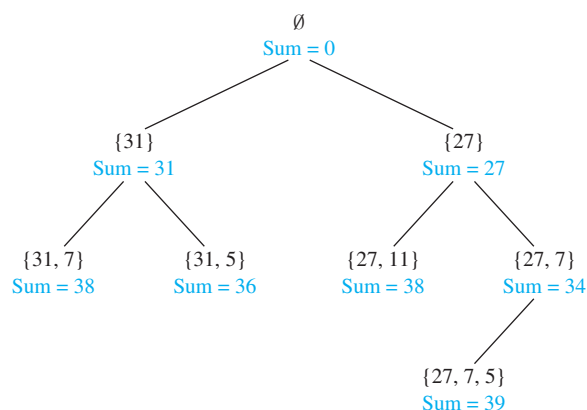 ∅
Sum = 0
{31}
Sum = 31
{27}
Sum = 27
{31, 7}
Sum = 38
{31, 5}
Sum = 36
{27, 11}
Sum = 38
{27, 7}
Sum = 34
{27, 7, 5}
Sum = 39